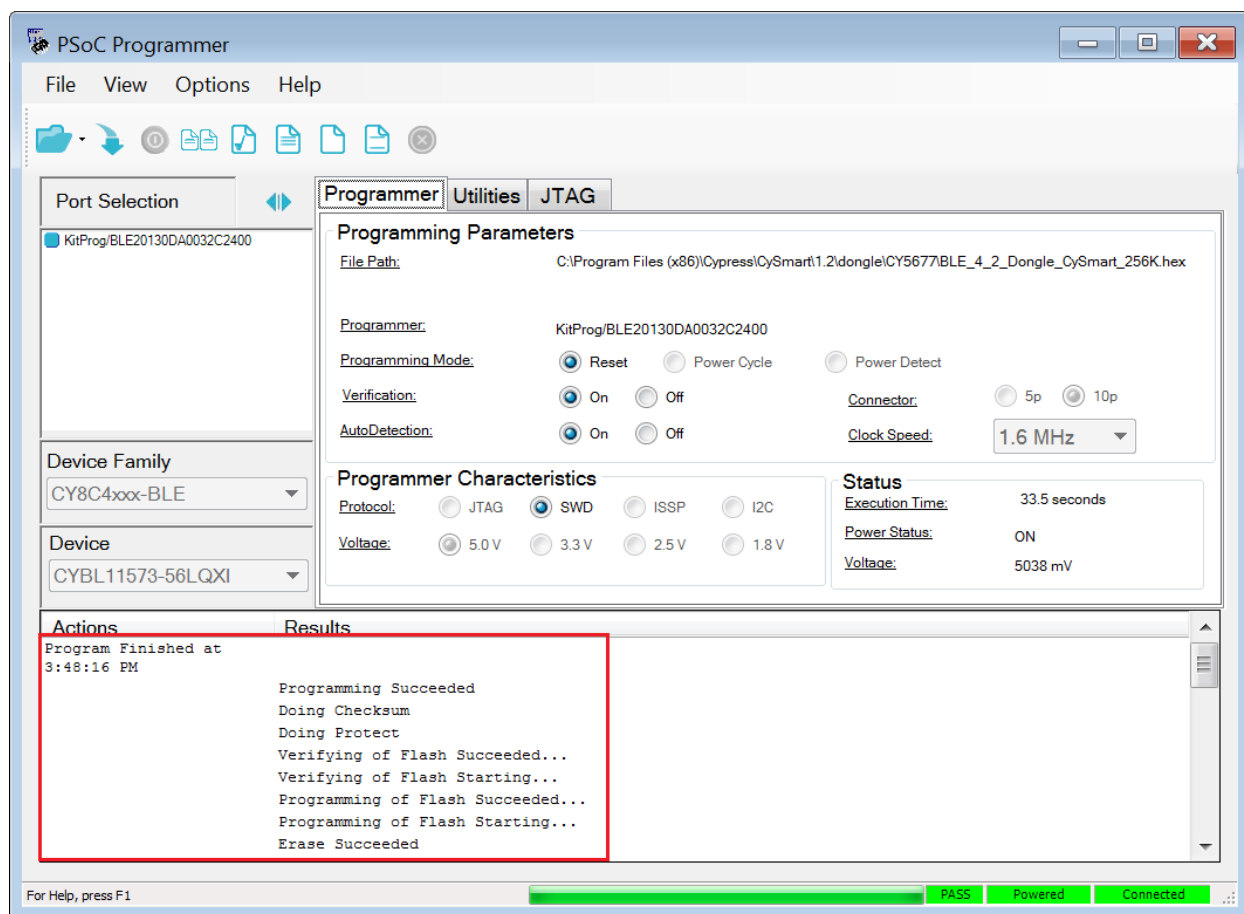 PSoC Programmer
File View Options Help
Port Selection
KitProg/BLE20130DA0032C2400
Device Family
CY8C4xxx-BLE
Device
CYBL11573-56LQXI
Programmer Utilities JTAG
Programming Parameters
File Path: C:\Program Files (x86)\Cypress\CySmart\1.2\dongle\CY5677\BLE_4_2_Dongle_CySmart_256K.hex
Programmer: KitProg/BLE20130DA0032C2400
Programming Mode: Reset Power Cycle Power Detect
Verification: On Off Connector: 5p 10p
AutoDetection: On Off Clock Speed: 1.6 MHz
Programmer Characteristics
Protocol: JTAG SWD ISSP I2C
Voltage: 5.0 V 3.3 V 2.5 V 1.8 V
Status
Execution Time: 33.5 seconds
Power Status: ON
Voltage: 5038 mV
Actions Results
Program Finished at
3:48:16 PM
Programming Succeeded
Doing Checksum
Doing Protect
Verifying of Flash Succeeded...
Verifying of Flash Starting...
Programming of Flash Succeeded...
Programming of Flash Starting...
Erase Succeeded
For Help, press F1 PASS Powered Connected